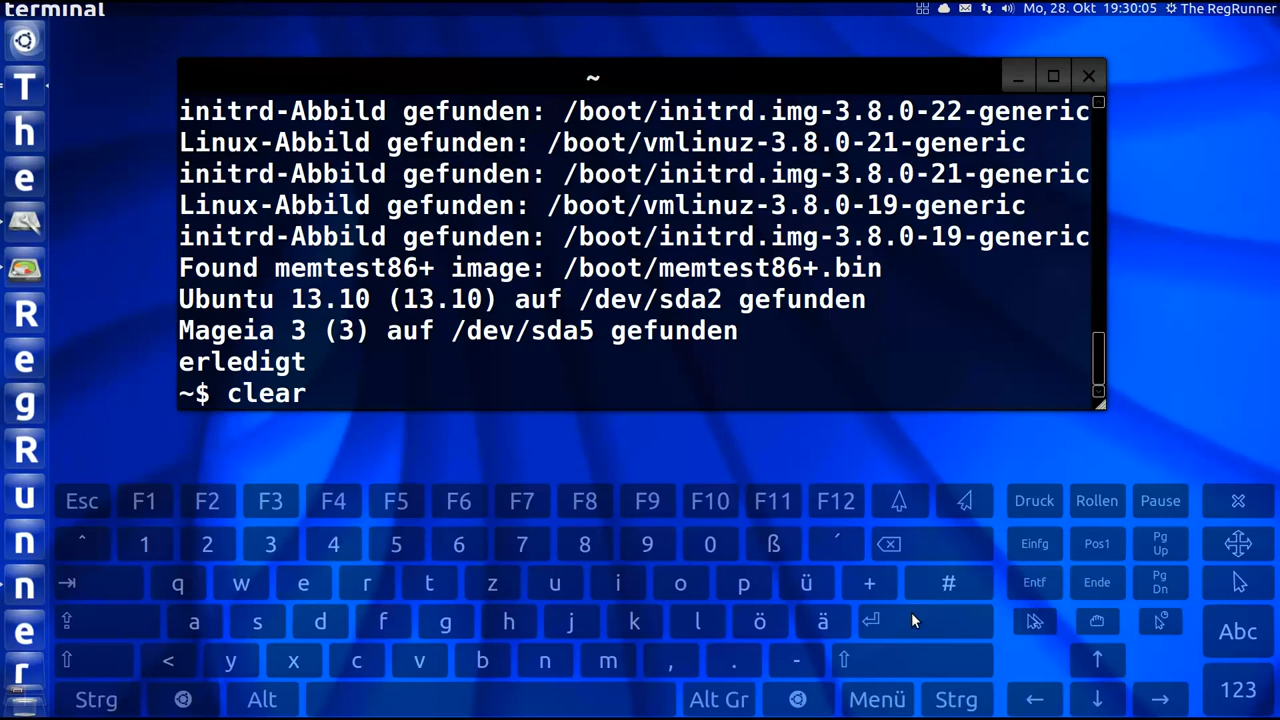 terminal
Mo, 28. Okt 19:30:05 The RegRunner
T
h
e
R
e
g
R
u
n
n
e
r
~
initrd-Abbild gefunden: /boot/initrd.img-3.8.0-22-generic
Linux-Abbild gefunden: /boot/vmlinuz-3.8.0-21-generic
initrd-Abbild gefunden: /boot/initrd.img-3.8.0-21-generic
Linux-Abbild gefunden: /boot/vmlinuz-3.8.0-19-generic
initrd-Abbild gefunden: /boot/initrd.img-3.8.0-19-generic
Found memtest86+ image: /boot/memtest86+.bin
Ubuntu 13.10 (13.10) auf /dev/sda2 gefunden
Mageia 3 (3) auf /dev/sda5 gefunden
erledigt
~$ clear
Esc F1 F2 F3 F4 F5 F6 F7 F8 F9 F10 F11 F12 Druck Rollen Pause
^ 1 2 3 4 5 6 7 8 9 0 ß ´ Einfg Pos1 Pg Up
q w e r t z u i o p ü + # Entf Ende Pg Dn
a s d f g h j k l ö ä Abc
< y x c v b n m , . -
Strg Alt Alt Gr Menü Strg 123